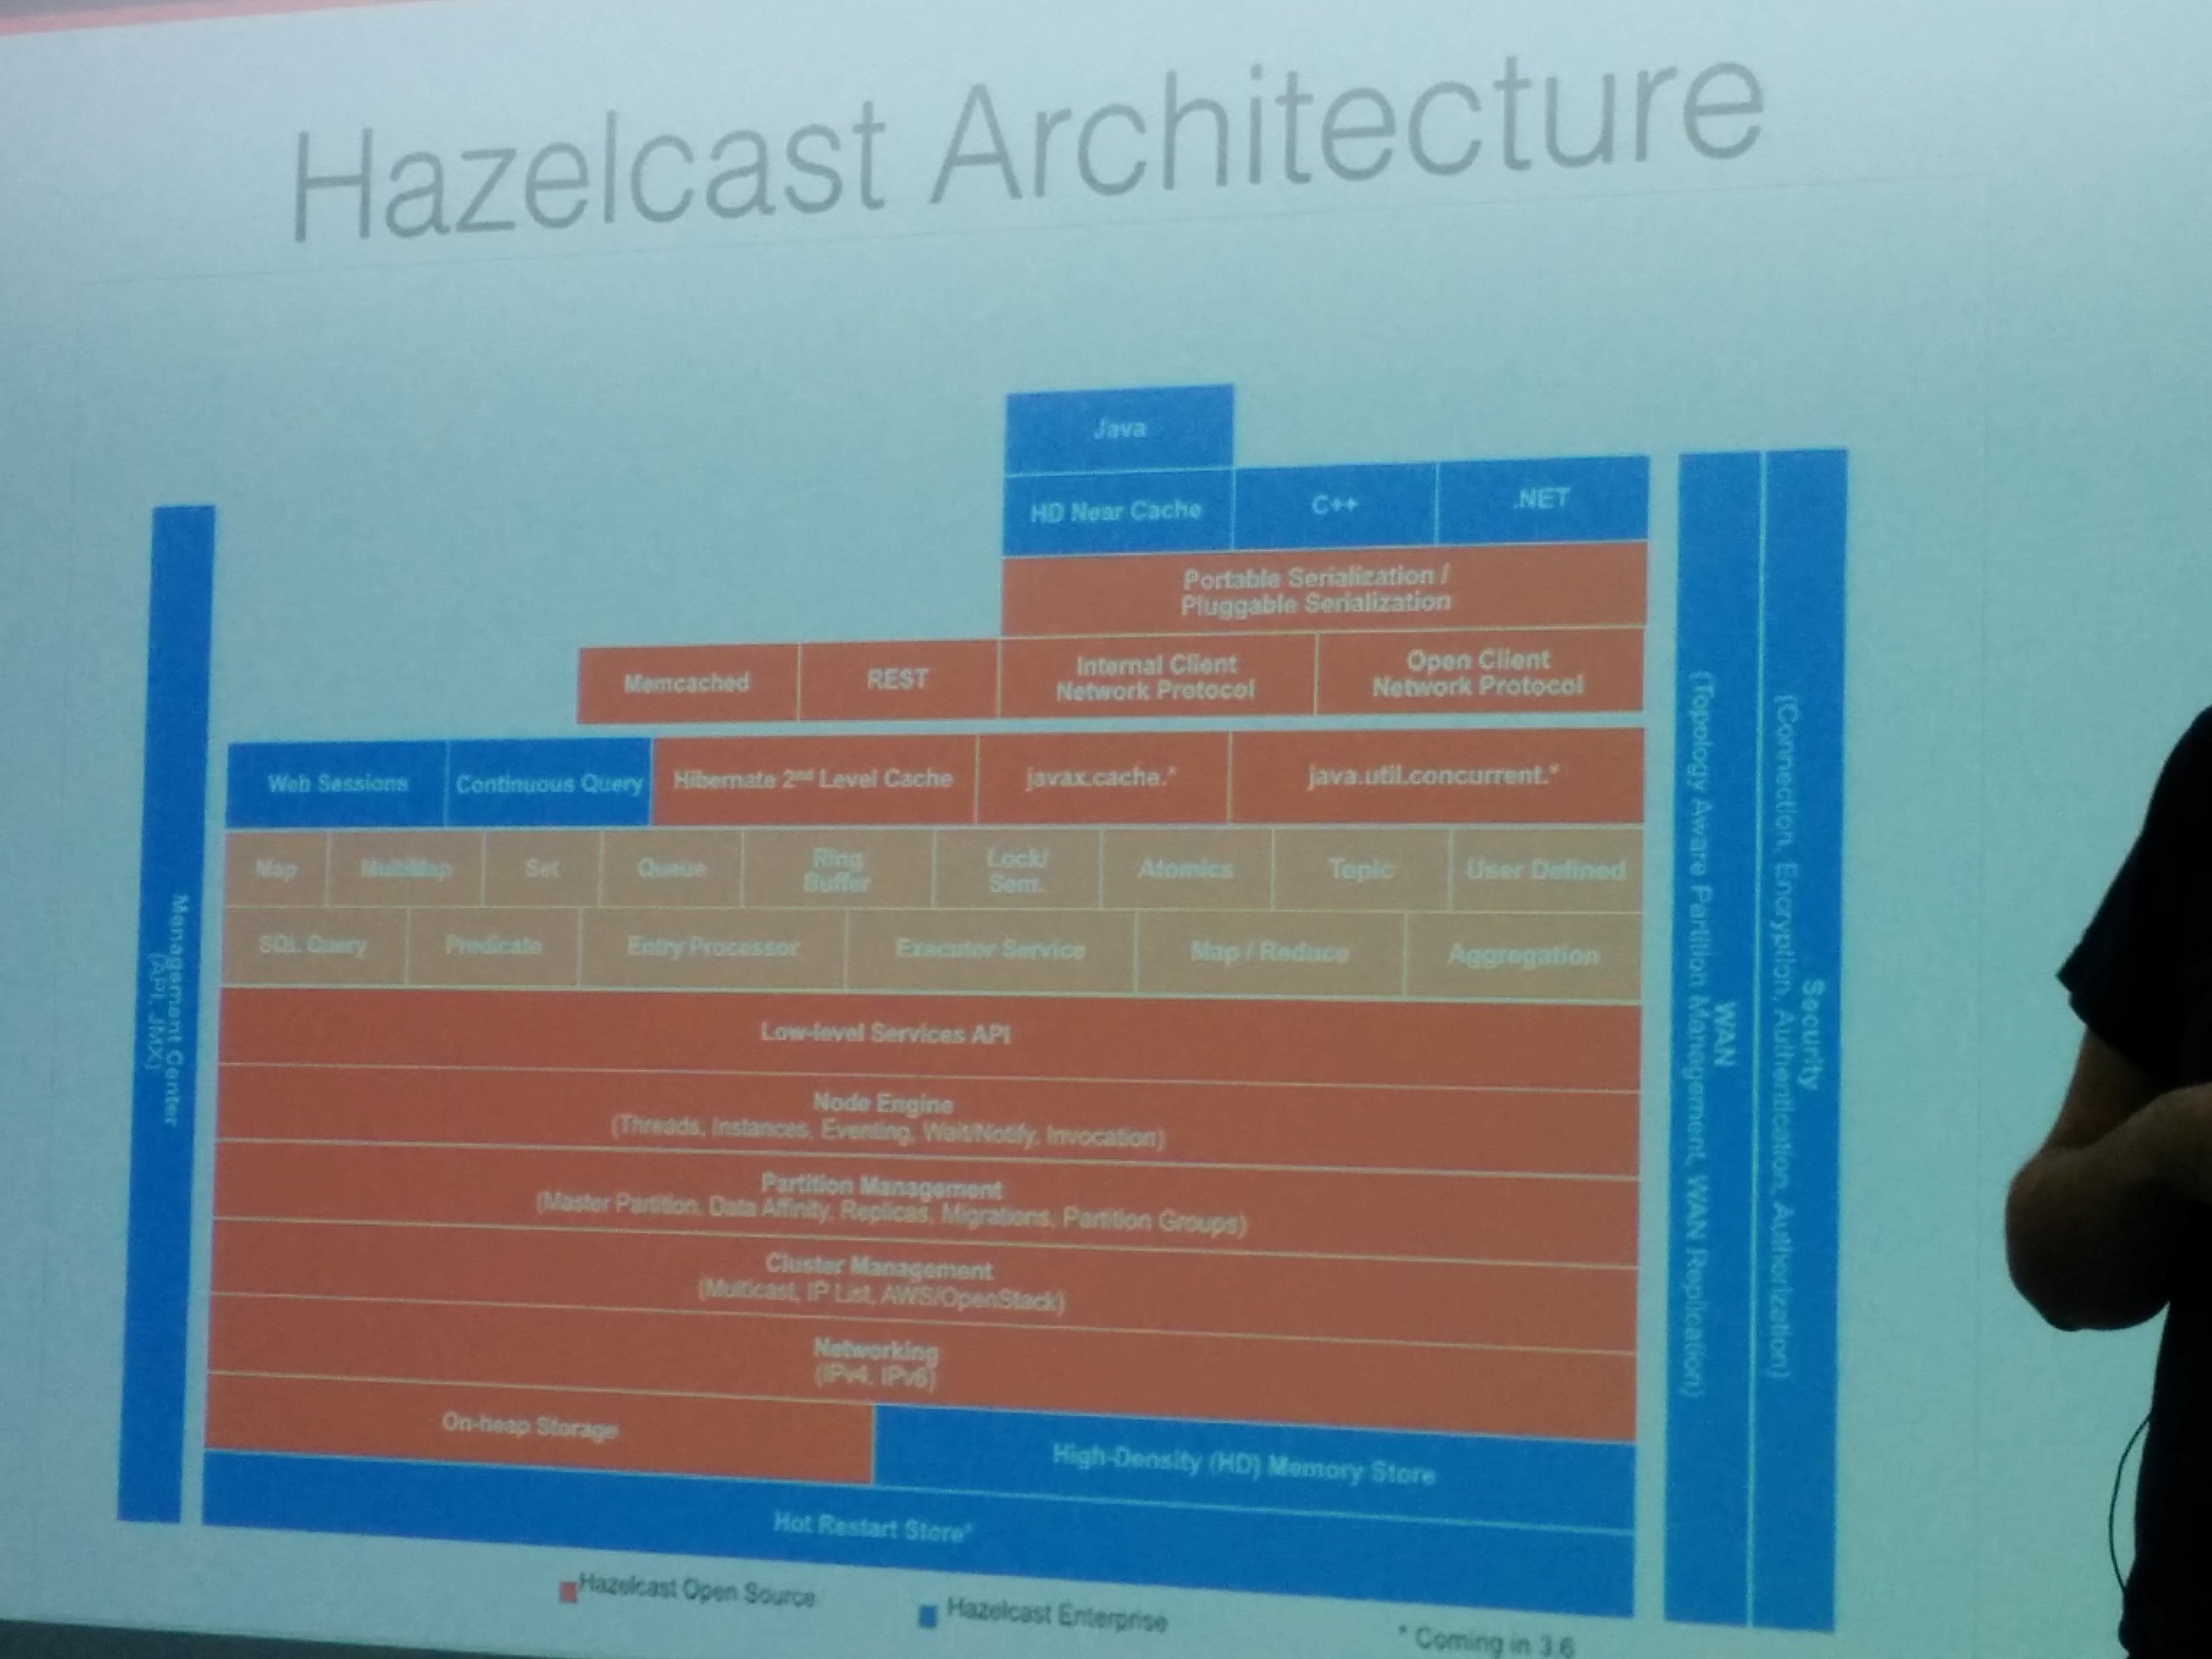 Hazelcast Architecture
Java
HD Near Cache
C++
.NET
Portable Serialization /
Pluggable Serialization
Memcached
REST
Internal Client
Network Protocol
Open Client
Network Protocol
Web Sessions
Continuous Query
Hibernate 2nd Level Cache
javax.cache.*
java.util.concurrent.*
Map
MultiMap
Set
Queue
Ring
Buffer
Lock/
Sem.
Atomics
Topic
User Defined
SQL Query
Predicate
Entry Processor
Executor Service
Map / Reduce
Aggregation
Low-level Services API
Node Engine
(Threads, Instances, Eventing, Wait/Notify, Invocation)
Partition Management
(Master Partition, Data Affinity, Replicas, Migrations, Partition Groups)
Cluster Management
(Multicast, IP List, AWS/OpenStack)
Networking
(IPv4, IPv6)
On-heap Storage
High-Density (HD) Memory Store
Hot Restart Store*
Management Center
(API, JMX)
WAN
(Topology Aware Partition Management, WAN Replication)
Security
(Connection, Encryption, Authentication, Authorization)
Hazelcast Open Source
Hazelcast Enterprise
* Coming in 3.6